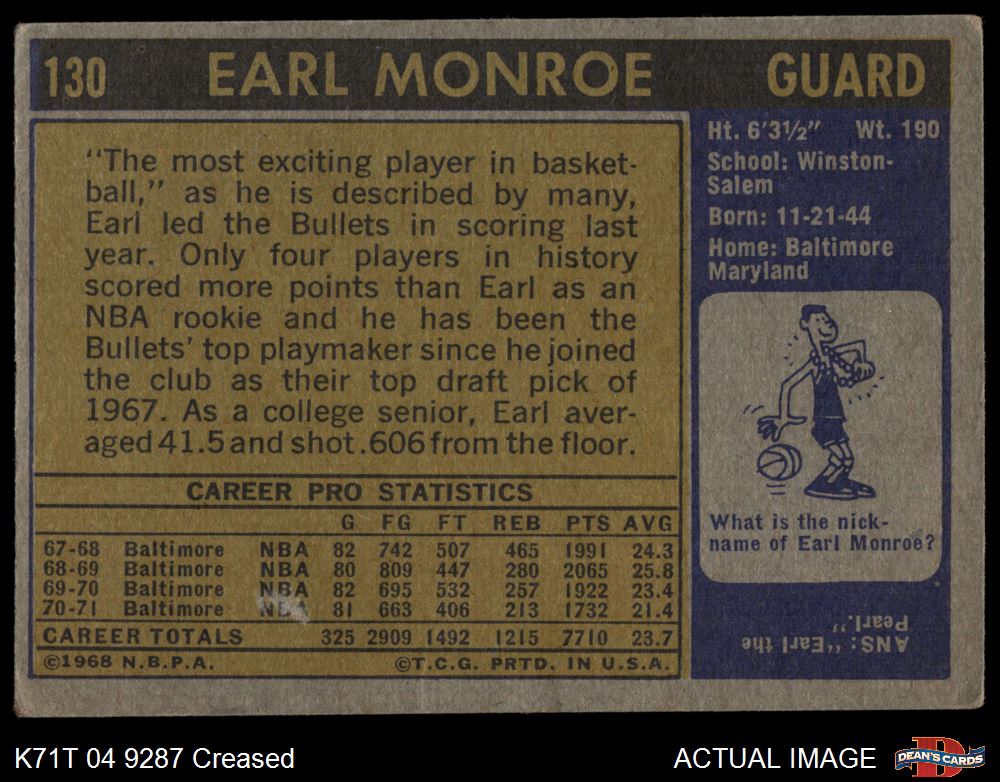 130 EARL MONROE GUARD
"The most exciting player in basket-
ball," as he is described by many,
Earl led the Bullets in scoring last
year. Only four players in history
scored more points than Earl as an
NBA rookie and he has been the
Bullets' top playmaker since he joined
the club as their top draft pick of
1967. As a college senior, Earl aver-
aged 41.5 and shot .606 from the floor.
CAREER PRO STATISTICS
G FG FT REB PTS AVG
67-68 Baltimore NBA 82 742 507 465 1991 24.3
68-69 Baltimore NBA 80 809 447 280 2065 25.8
69-70 Baltimore NBA 82 695 532 257 1922 23.4
70-71 Baltimore NBA 81 663 406 213 1732 21.4
CAREER TOTALS 325 2909 1492 1215 7710 23.7
©1968 N.B.P.A. ©T.C.G. PRTD. IN U.S.A.
Ht. 6'3½" Wt. 190
School: Winston-
Salem
Born: 11-21-44
Home: Baltimore
Maryland
What is the nick-
name of Earl Monroe?
ANS: "Earl the
Pearl."
K71T 04 9287 Creased
ACTUAL IMAGE
D
DEAN'S CARDS